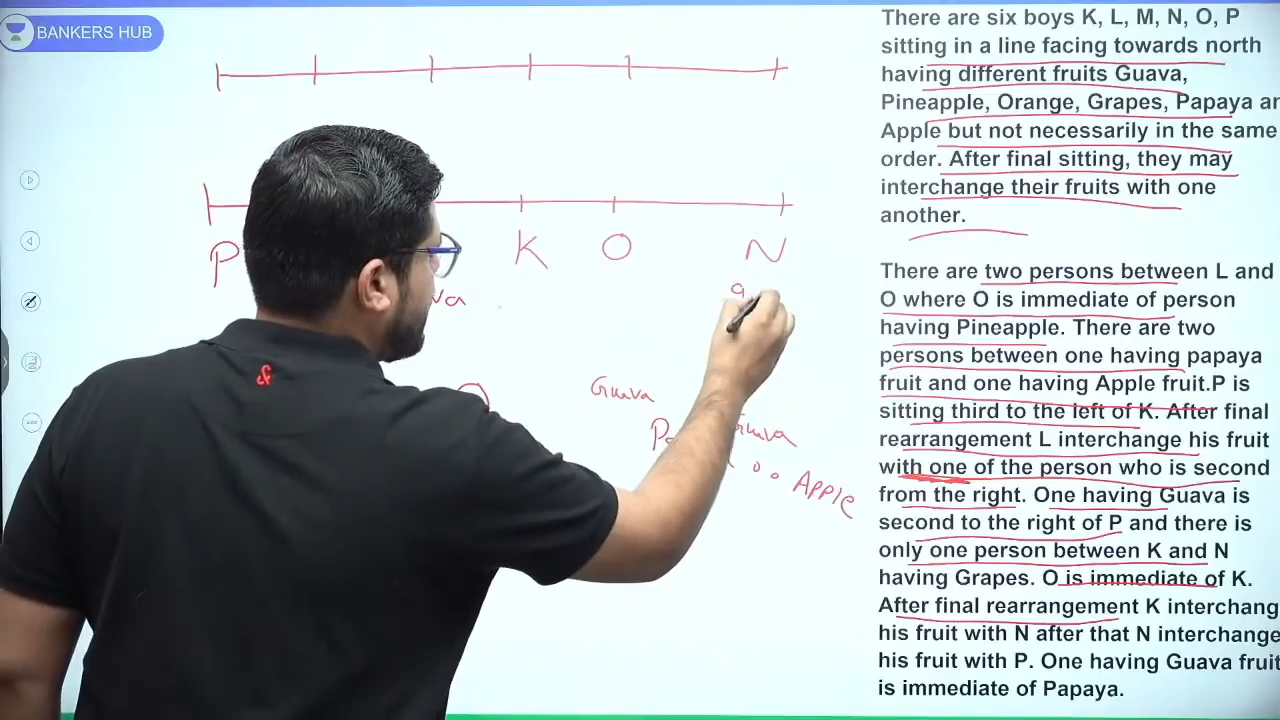 BANKERS HUB
There are six boys K, L, M, N, O, P
sitting in a line facing towards north
having different fruits Guava,
Pineapple, Orange, Grapes, Papaya an
Apple but not necessarily in the same
order. After final sitting, they may
interchange their fruits with one
another.
There are two persons between L and
O where O is immediate of person
having Pineapple. There are two
persons between one having papaya
fruit and one having Apple fruit.P is
sitting third to the left of K. After final
rearrangement L interchange his fruit
with one of the person who is second
from the right. One having Guava is
second to the right of P and there is
only one person between K and N
having Grapes. O is immediate of K.
After final rearrangement K interchang
his fruit with N after that N interchange
his fruit with P. One having Guava fruit
is immediate of Papaya.
P K O N
Guava
Apple